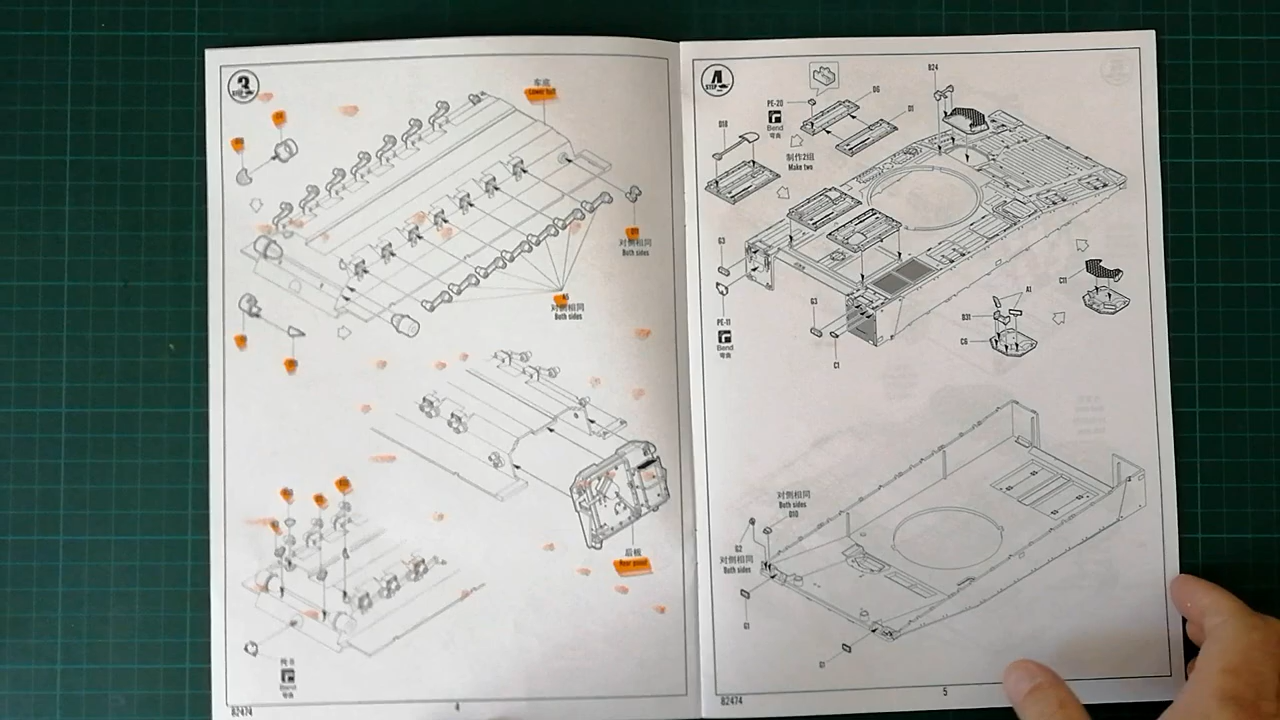 3
STEP
车底
Lower hull
对侧相同
Both sides
A5
对侧相同
Both sides
后板
Rear panel
Bend
弯曲
82474
4
4
STEP
B24
PE-20
Bend
弯曲
D6
D1
D18
制作2组
Make two
G3
PE-11
Bend
弯曲
G3
C1
A1
B31
C6
C11
对侧相同
Both sides
D10
G2
对侧相同
Both sides
G1
G1
82474
5